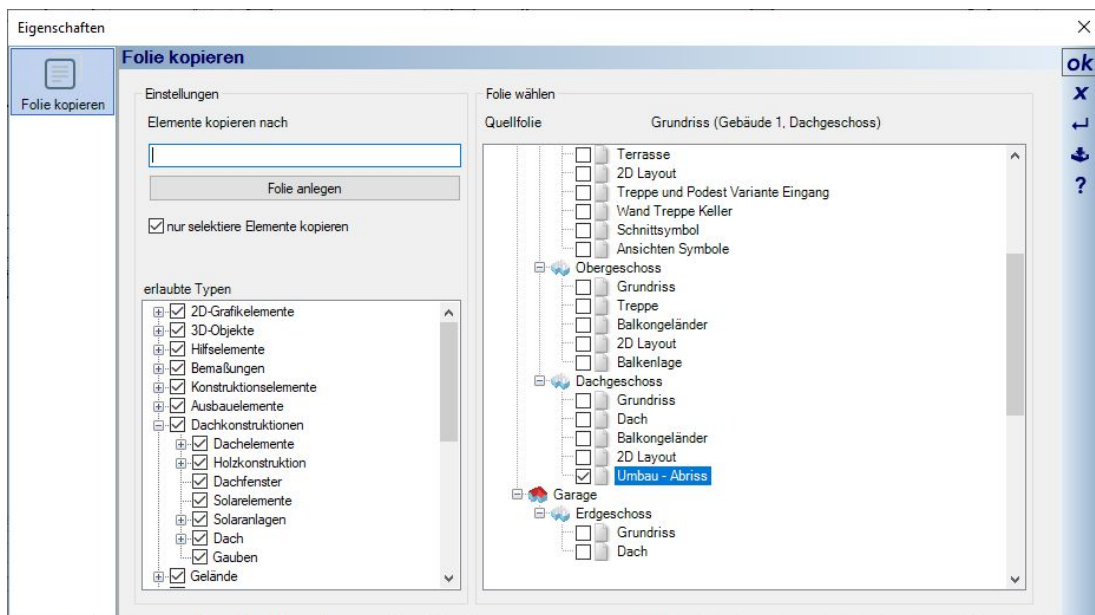 Eigenschaften
Folie kopieren
Folie kopieren
ok
x
?
Einstellungen
Elemente kopieren nach
Folie anlegen
nur selektiere Elemente kopieren
erlaubte Typen
2D-Grafikelemente
3D-Objekte
Hilfselemente
Bemaßungen
Konstruktionselemente
Ausbauelemente
Dachkonstruktionen
Dachelemente
Holzkonstruktion
Dachfenster
Solarelemente
Solaranlagen
Dach
Gauben
Gelände
Folie wählen
Quellfolie Grundriss (Gebäude 1, Dachgeschoss)
Terrasse
2D Layout
Treppe und Podest Variante Eingang
Wand Treppe Keller
Schnittsymbol
Ansichten Symbole
Obergeschoss
Grundriss
Treppe
Balkongeländer
2D Layout
Balkenlage
Dachgeschoss
Grundriss
Dach
Balkongeländer
2D Layout
Umbau - Abriss
Garage
Erdgeschoss
Grundriss
Dach